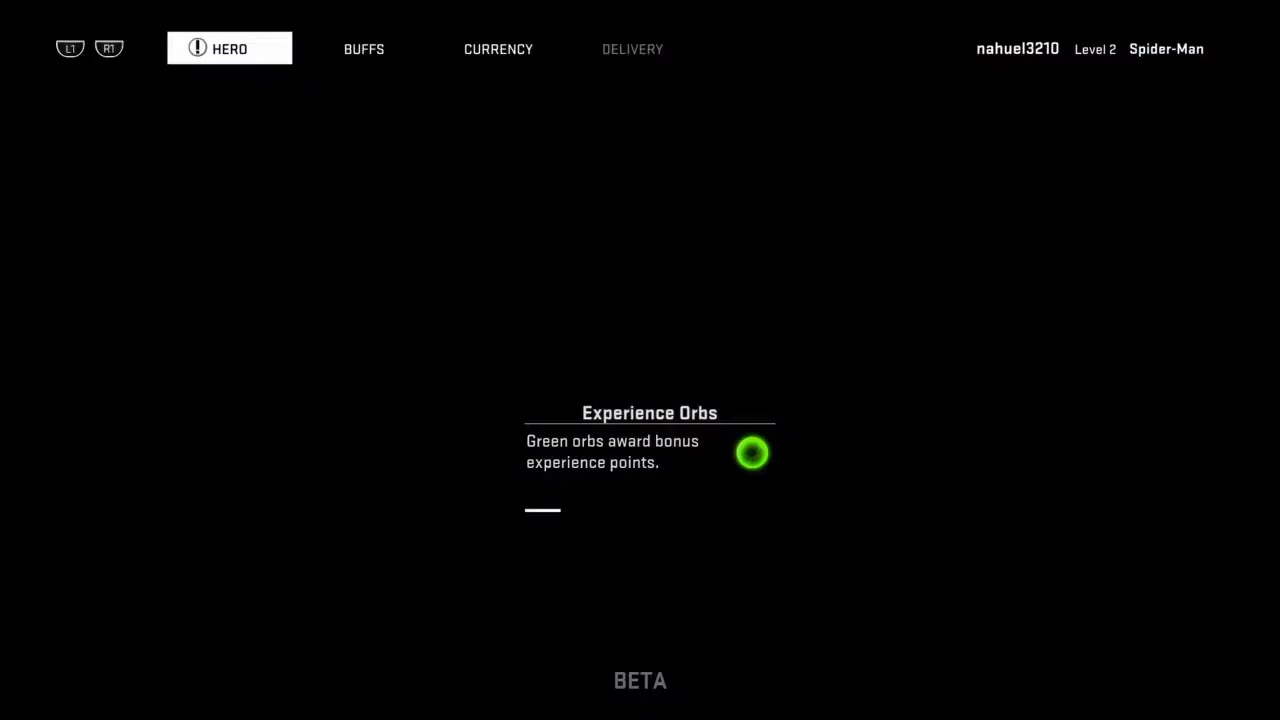 L1 R1 HERO BUFFS CURRENCY DELIVERY nahuel3210 Level 2 Spider-Man
Experience Orbs
Green orbs award bonus
experience points.
BETA